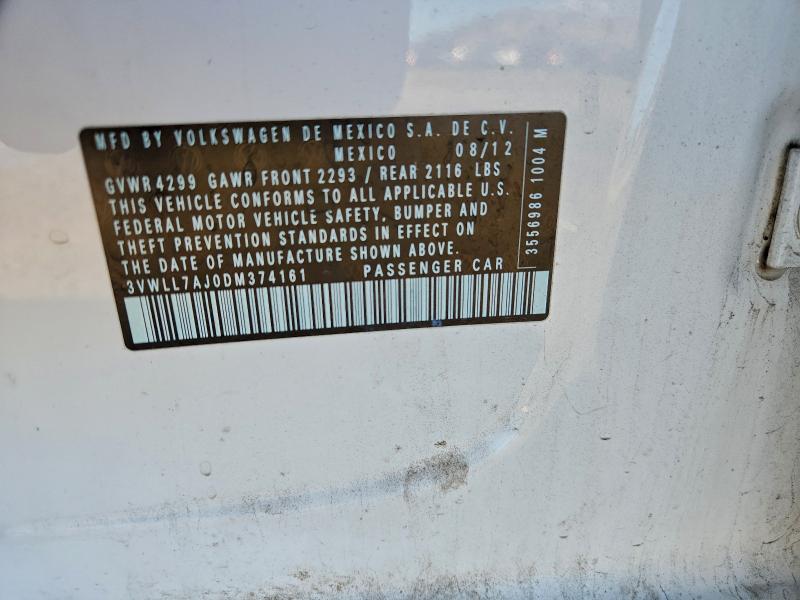 MFD BY VOLKSWAGEN DE MEXICO S.A. DE C.V.
MEXICO 08/12
GVWR 4299 GAWR FRONT 2293 / REAR 2116 LBS
THIS VEHICLE CONFORMS TO ALL APPLICABLE U.S.
FEDERAL MOTOR VEHICLE SAFETY, BUMPER AND
THEFT PREVENTION STANDARDS IN EFFECT ON
THE DATE OF MANUFACTURE SHOWN ABOVE.
3VWLL7AJ0DM374161 PASSENGER CAR
3556986 1004 M